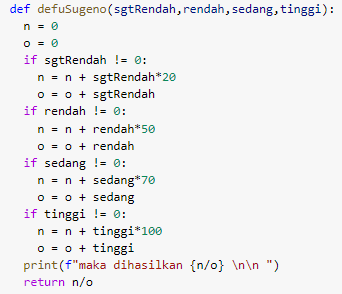 def defuSugeno(sgtRendah,rendah,sedang,tinggi):
  n = 0
  o = 0
  if sgtRendah != 0:
    n = n + sgtRendah*20
    o = o + sgtRendah
  if rendah != 0:
    n = n + rendah*50
    o = o + rendah
  if sedang != 0:
    n = n + sedang*70
    o = o + sedang
  if tinggi != 0:
    n = n + tinggi*100
    o = o + tinggi
  print(f"maka dihasilkan {n/o} \n\n ")
  return n/o